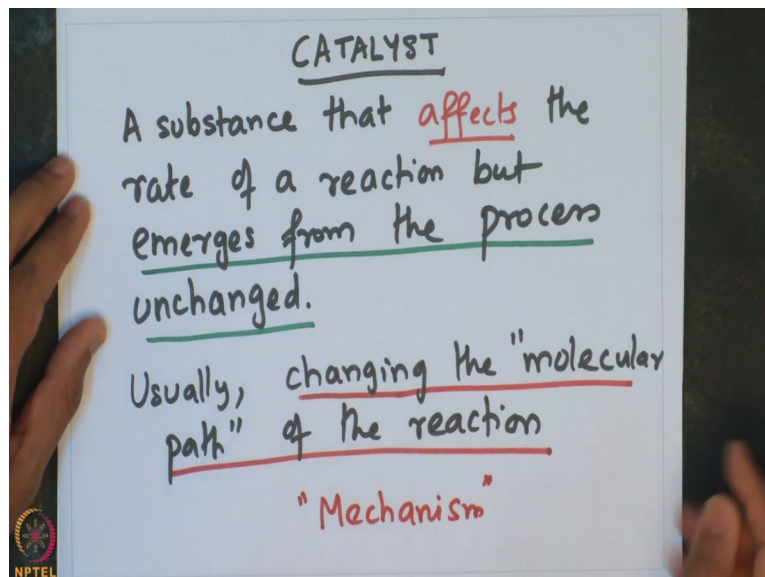 CATALYST
A substance that affects the
rate of a reaction but
emerges from the process
unchanged.
Usually, changing the "molecular
path" of the reaction
"Mechanism"
NPTEL